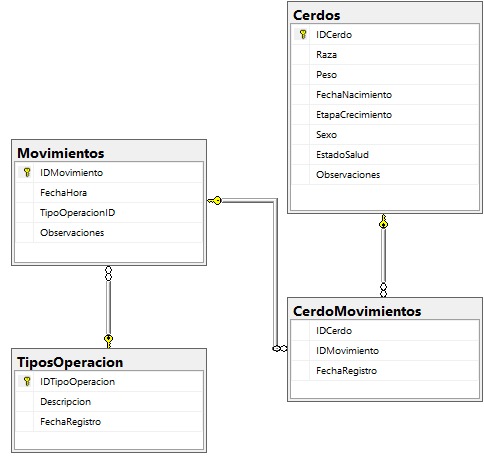 Cerdos
IDCerdo
Raza
Peso
FechaNacimiento
EtapaCrecimiento
Sexo
EstadoSalud
Observaciones
Movimientos
IDMovimiento
FechaHora
TipoOperacionID
Observaciones
CerdoMovimientos
IDCerdo
IDMovimiento
FechaRegistro
TiposOperacion
IDTipoOperacion
Descripcion
FechaRegistro